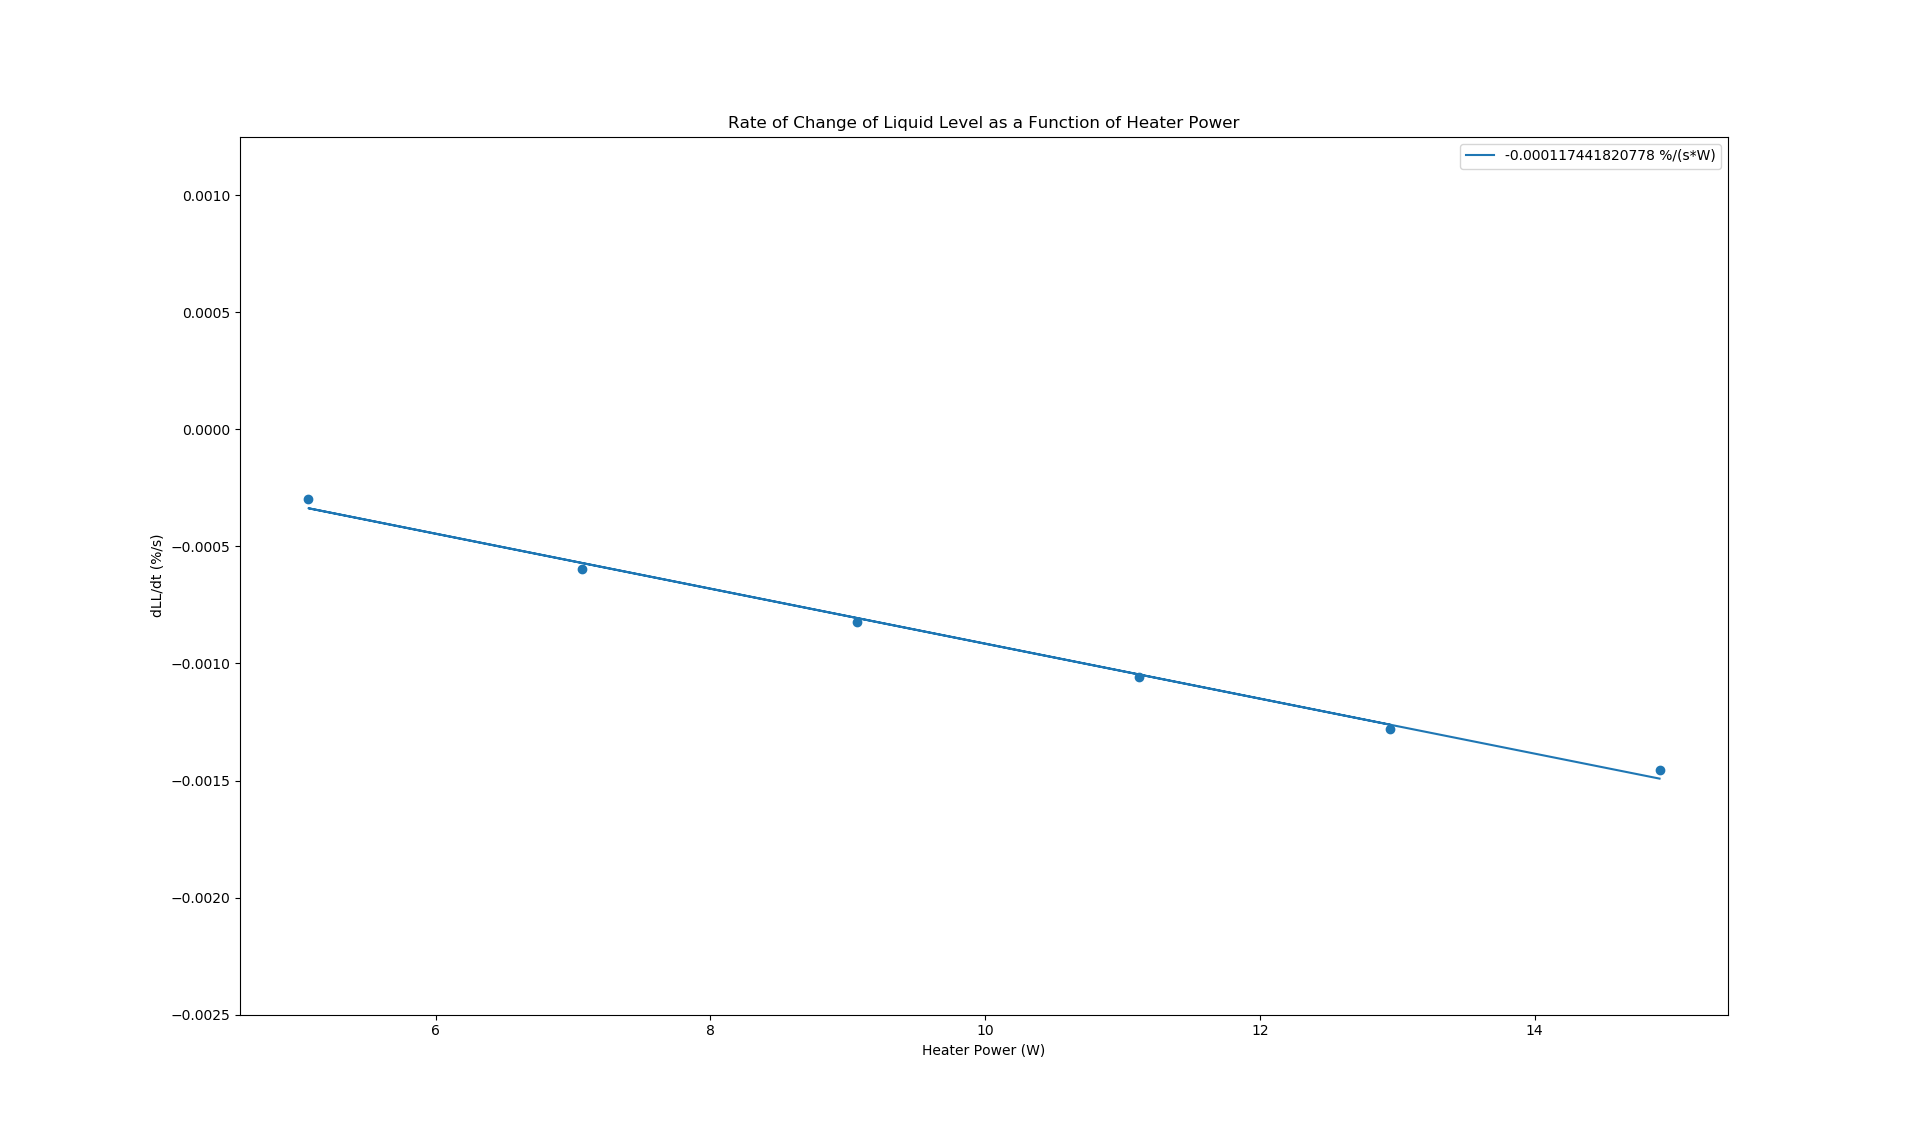 Rate of Change of Liquid Level as a Function of Heater Power
-0.000117441820778 %/(s*W)
0.0010
0.0005
0.0000
−0.0005
−0.0010
−0.0015
−0.0020
−0.0025
dLL/dt (%/s)
6 8 10 12 14
Heater Power (W)